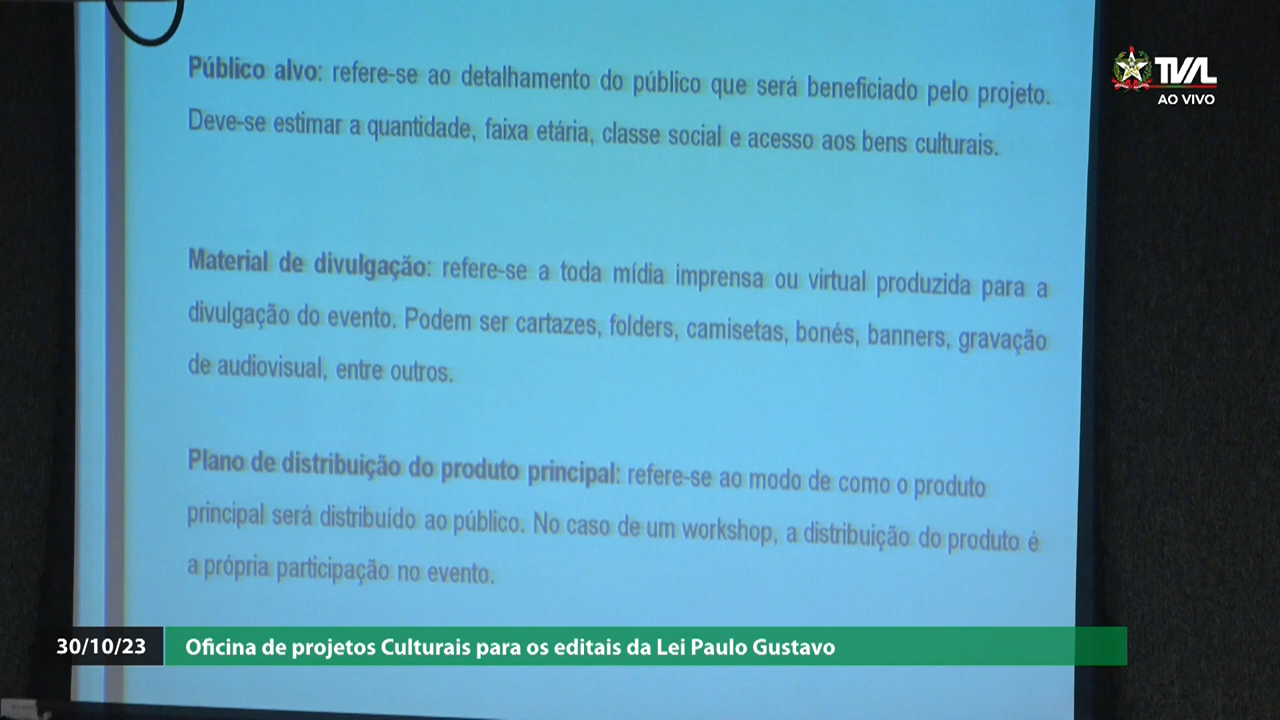 Público alvo: refere-se ao detalhamento do público que será beneficiado pelo projeto.
Deve-se estimar a quantidade, faixa etária, classe social e acesso aos bens culturais.
Material de divulgação: refere-se a toda mídia imprensa ou virtual produzida para a
divulgação do evento. Podem ser cartazes, folders, camisetas, bonés, banners, gravação
de audiovisual, entre outros.
Plano de distribuição do produto principal: refere-se ao modo de como o produto
principal será distribuído ao público. No caso de um workshop, a distribuição do produto é
a própria participação no evento.
TVAL
AO VIVO
30/10/23 Oficina de projetos Culturais para os editais da Lei Paulo Gustavo